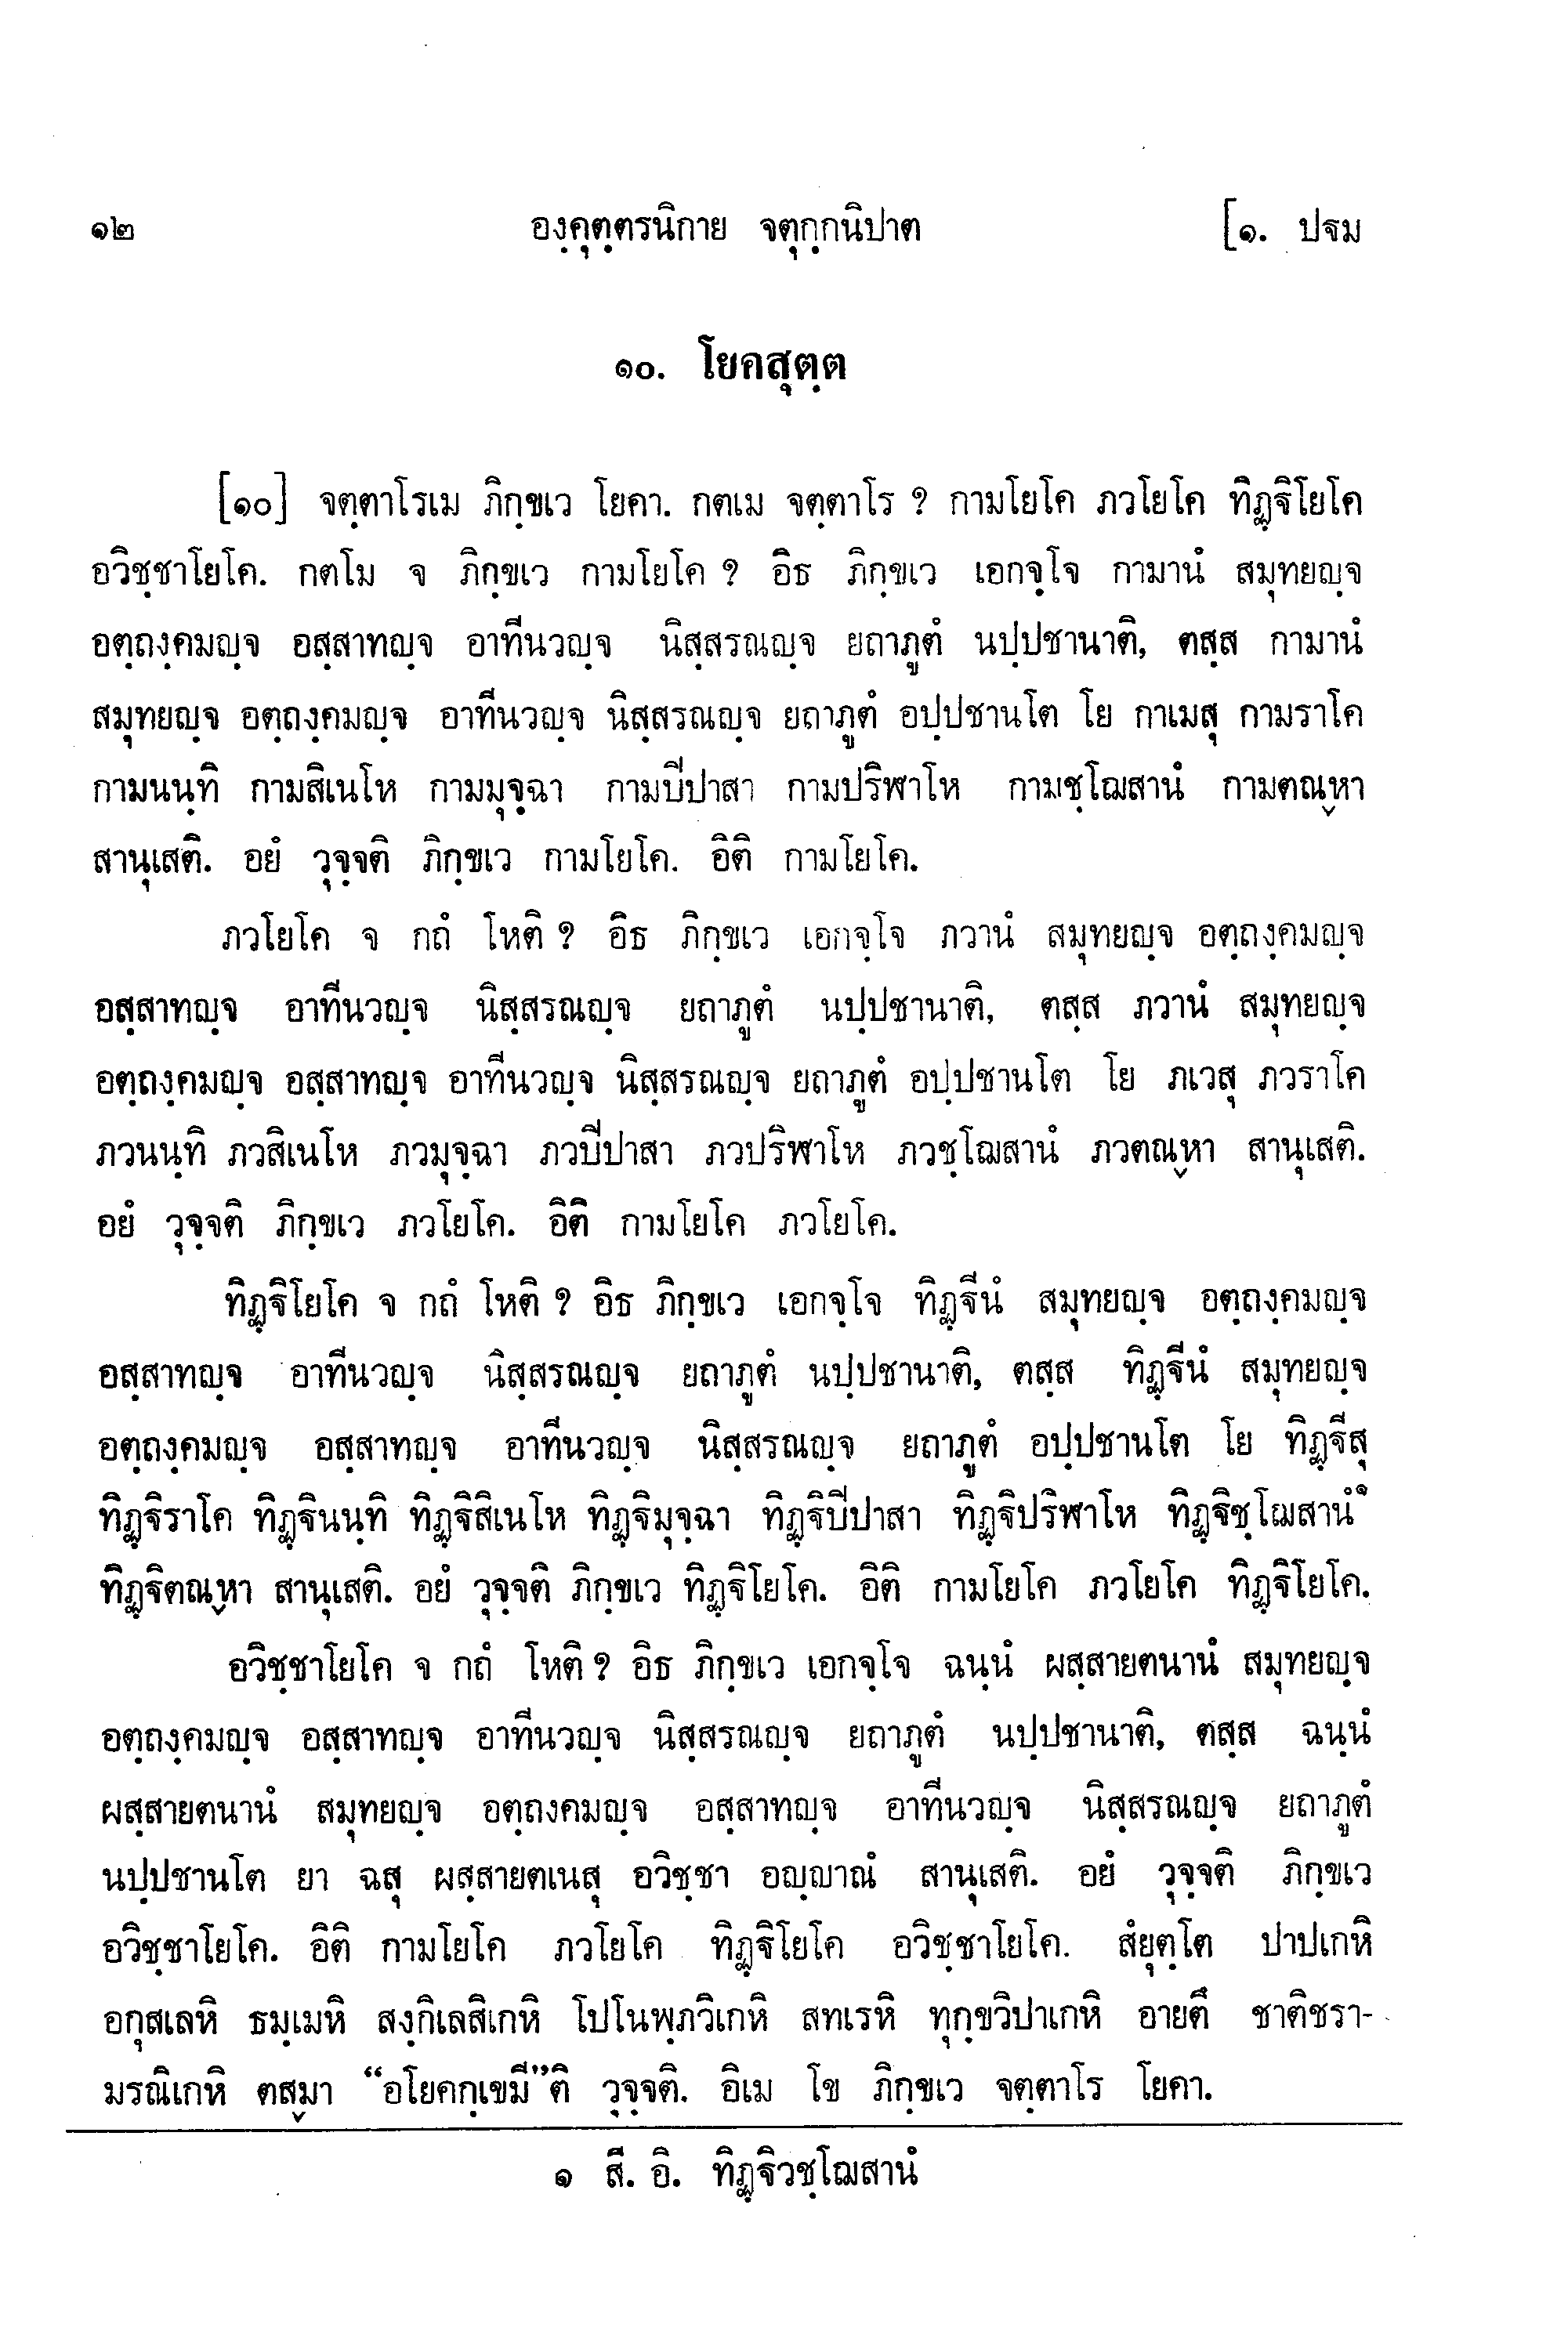 ๑๒ องฺคุตฺตรนิกาย จตุกฺกนิปาต [๑. ปฐม
๑๐. โยคสุตฺต
[๑๐] จตฺตาโรเม ภิกฺขเว โยคา. กตเม จตฺตาโร ? กามโยโค ภวโยโค ทิฏฺฐิโยโค
อวิชฺชาโยโค. กตโม จ ภิกฺขเว กามโยโค ? อิธ ภิกฺขเว เอกจฺโจ กามานํ สมุทยญฺจ
อตฺถงฺคมญฺจ อสฺสาทญฺจ อาทีนวญฺจ นิสฺสรณญฺจ ยถาภูตํ นปฺปชานาติ, ตสฺส กามานํ
สมุทยญฺจ อตฺถงฺคมญฺจ อาทีนวญฺจ นิสฺสรณญฺจ ยถาภูตํ อปฺปชานโต โย กาเมสุ กามราโค
กามนนฺทิ กามสิเนโห กามมุจฺฉา กามปีปาสา กามปริฬาโห กามชฺโฌสานํ กามตณฺหา
สานุเสติ. อยํ วุจฺจติ ภิกฺขเว กามโยโค. อิติ กามโยโค.
ภวโยโค จ กถํ โหติ ? อิธ ภิกฺขเว เอกจฺโจ ภวานํ สมุทยญฺจ อตฺถงฺคมญฺจ
อสฺสาทญฺจ อาทีนวญฺจ นิสฺสรณญฺจ ยถาภูตํ นปฺปชานาติ, ตสฺส ภวานํ สมุทยญฺจ
อตฺถงฺคมญฺจ อสฺสาทญฺจ อาทีนวญฺจ นิสฺสรณญฺจ ยถาภูตํ อปฺปชานโต โย ภเวสุ ภวราโค
ภวนนฺทิ ภวสิเนโห ภวมุจฺฉา ภวปีปาสา ภวปริฬาโห ภวชฺโฌสานํ ภวตณฺหา สานุเสติ.
อยํ วุจฺจติ ภิกฺขเว ภวโยโค. อิติ กามโยโค ภวโยโค.
ทิฏฺฐิโยโค จ กถํ โหติ ? อิธ ภิกฺขเว เอกจฺโจ ทิฏฺฐีนํ สมุทยญฺจ อตฺถงฺคมญฺจ
อสฺสาทญฺจ อาทีนวญฺจ นิสฺสรณญฺจ ยถาภูตํ นปฺปชานาติ, ตสฺส ทิฏฺฐีนํ สมุทยญฺจ
อตฺถงฺคมญฺจ อสฺสาทญฺจ อาทีนวญฺจ นิสฺสรณญฺจ ยถาภูตํ อปฺปชานโต โย ทิฏฺฐีสุ
ทิฏฺฐิราโค ทิฏฺฐินนฺทิ ทิฏฺฐิสิเนโห ทิฏฺฐิมุจฺฉา ทิฏฺฐิปีปาสา ทิฏฺฐิปริฬาโห ทิฏฺฐิชฺโฌสานํ๑
ทิฏฺฐิตณฺหา สานุเสติ. อยํ วุจฺจติ ภิกฺขเว ทิฏฺฐิโยโค. อิติ กามโยโค ภวโยโค ทิฏฺฐิโยโค.
อวิชฺชาโยโค จ กถํ โหติ ? อิธ ภิกฺขเว เอกจฺโจ ฉนฺนํ ผสฺสายตนานํ สมุทยญฺจ
อตฺถงฺคมญฺจ อสฺสาทญฺจ อาทีนวญฺจ นิสฺสรณญฺจ ยถาภูตํ นปฺปชานาติ, ตสฺส ฉนฺนํ
ผสฺสายตนานํ สมุทยญฺจ อตฺถงคมญฺจ อสฺสาทญฺจ อาทีนวญฺจ นิสฺสรณญฺจ ยถาภูตํ
นปฺปชานโต ยา ฉสุ ผสฺสายตเนสุ อวิชฺชา อญฺญาณํ สานุเสติ. อยํ วุจฺจติ ภิกฺขเว
อวิชฺชาโยโค. อิติ กามโยโค ภวโยโค ทิฏฺฐิโยโค อวิชฺชาโยโค. สํยุตฺโต ปาปเกหิ
อกุสเลหิ ธมฺเมหิ สงฺกิเลสิเกหิ โปโนพฺภวิเกหิ สทเรหิ ทุกฺขวิปาเกหิ อายตึ ชาติชรา-
มรณิเกหิ ตสฺมา “อโยคกฺเขมี”ติ วุจฺจติ. อิเม โข ภิกฺขเว จตฺตาโร โยคา.
๑ สี. อิ. ทิฏฺฐิวชฺโฌสานํ